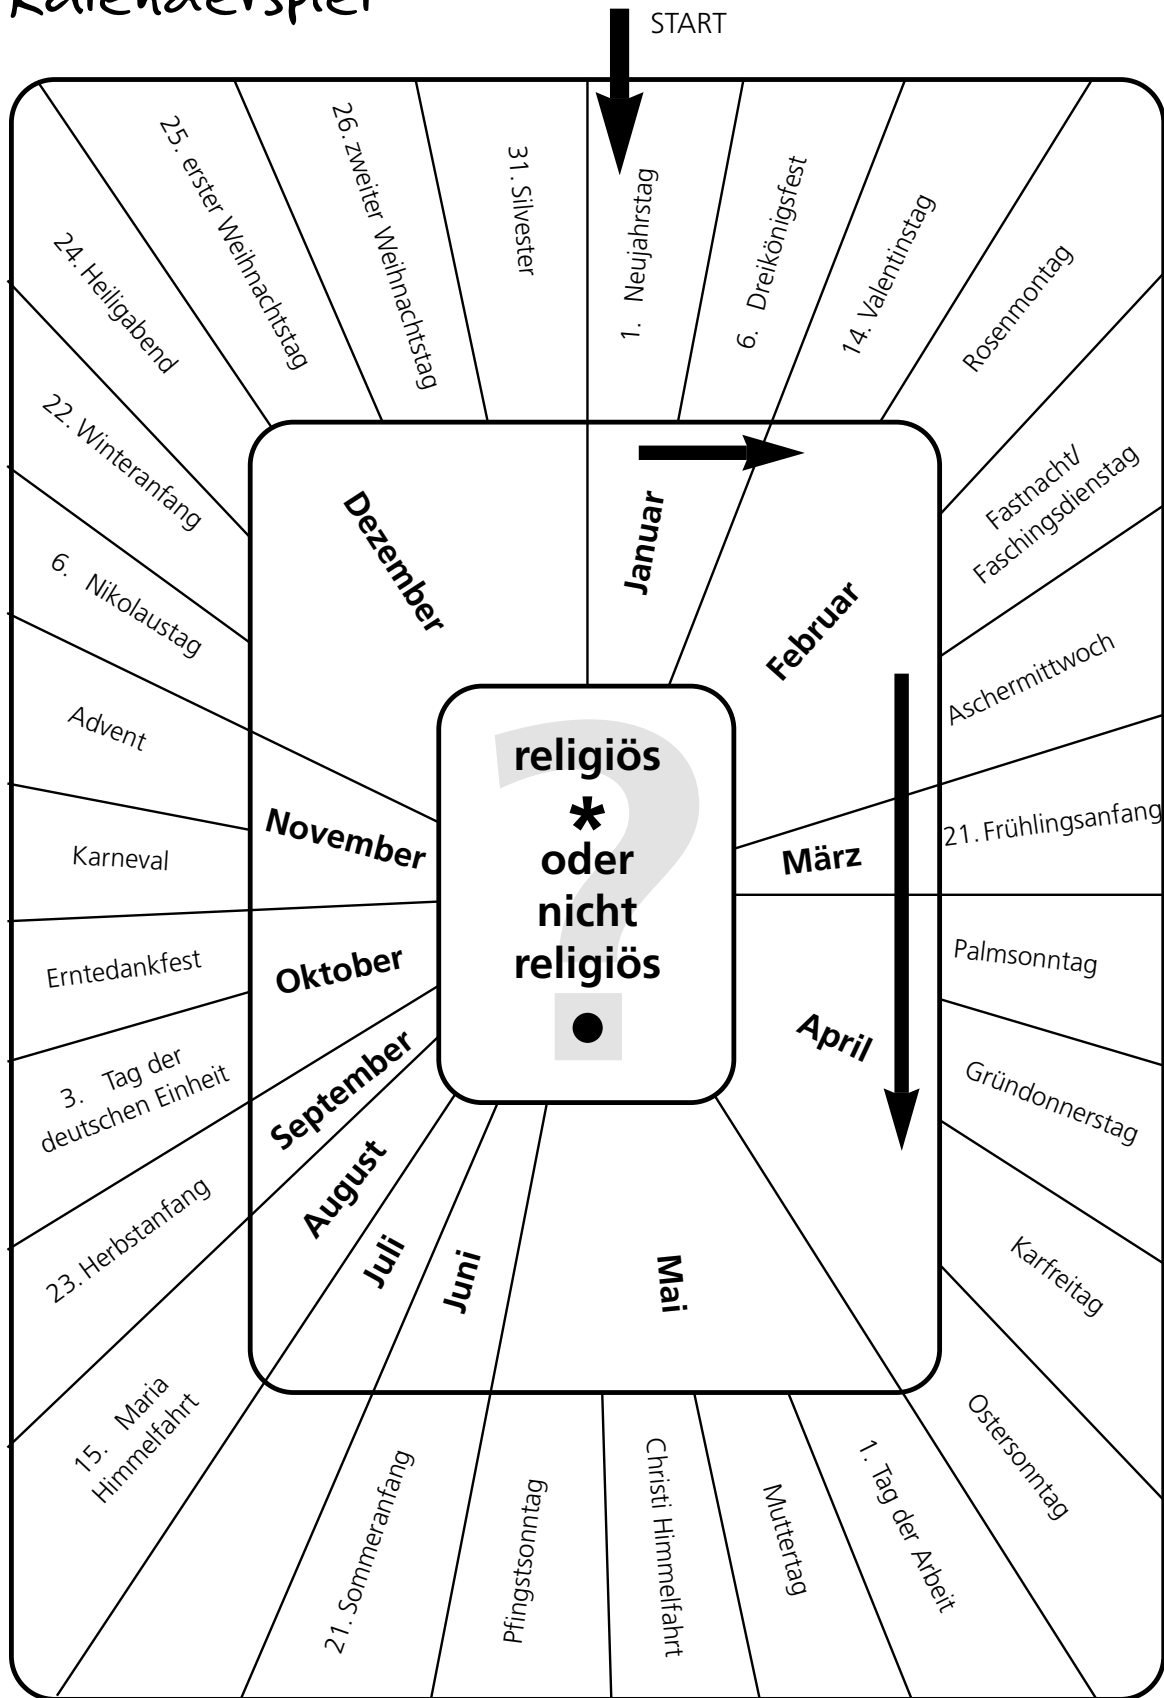 Kalenderspiel
START
1. Neujahrstag
6. Dreikönigsfest
14. Valentinstag
Rosenmontag
Fastnacht/
Faschingsdienstag
Aschermittwoch
21. Frühlingsanfang
Palmsonntag
Gründonnerstag
Karfreitag
Ostersonntag
1. Tag der Arbeit
Muttertag
Christi Himmelfahrt
Pfingstsonntag
21. Sommeranfang
15. Maria
Himmelfahrt
23. Herbstanfang
3. Tag der
deutschen Einheit
Erntedankfest
Karneval
Advent
6. Nikolaustag
22. Winteranfang
24. Heiligabend
25. erster Weihnachtstag
26. zweiter Weihnachtstag
31. Silvester
Januar
Februar
März
April
Mai
Juni
Juli
August
September
Oktober
November
Dezember
?
religiös
*
oder
nicht
religiös
●